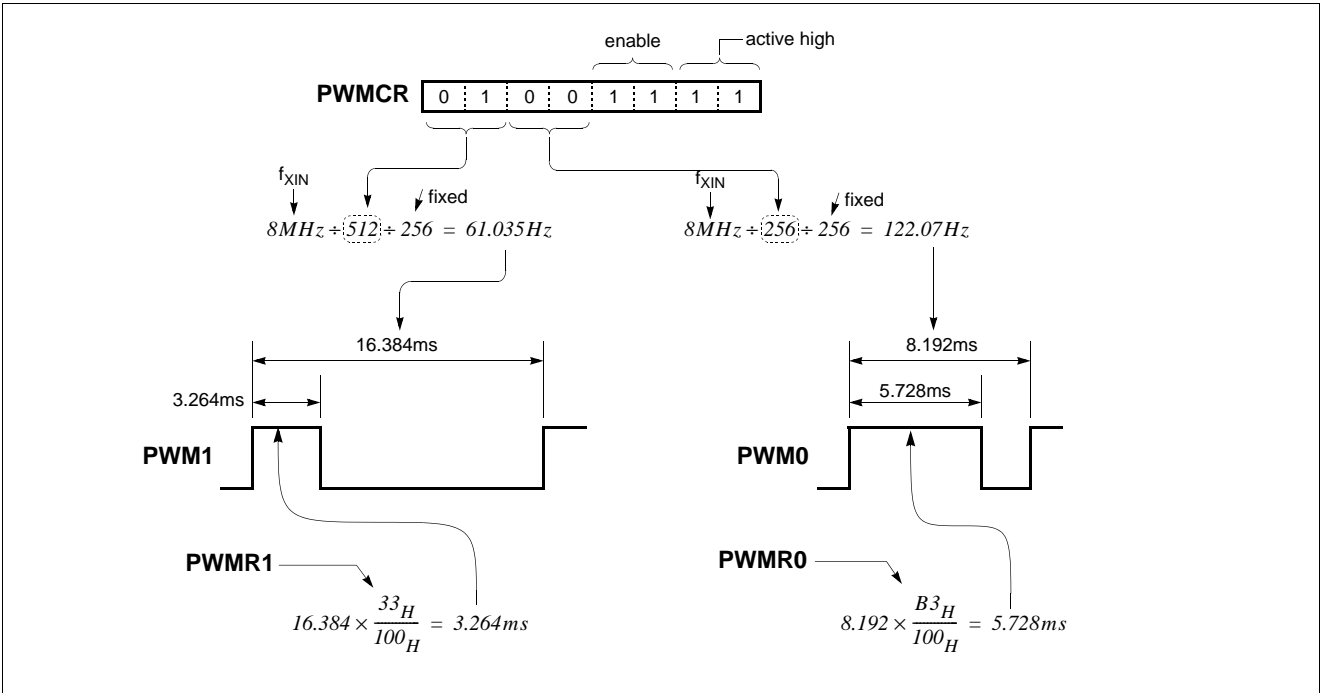 enable
active high
PWMCR 0 1 0 0 1 1 1 1
fXIN
fixed
8MHz ÷ 512 ÷ 256 = 61.035Hz
fXIN
fixed
8MHz ÷ 256 ÷ 256 = 122.07Hz
16.384ms
3.264ms
PWM1
8.192ms
5.728ms
PWM0
PWMR1
16.384 × 33H / 100H = 3.264ms
PWMR0
8.192 × B3H / 100H = 5.728ms